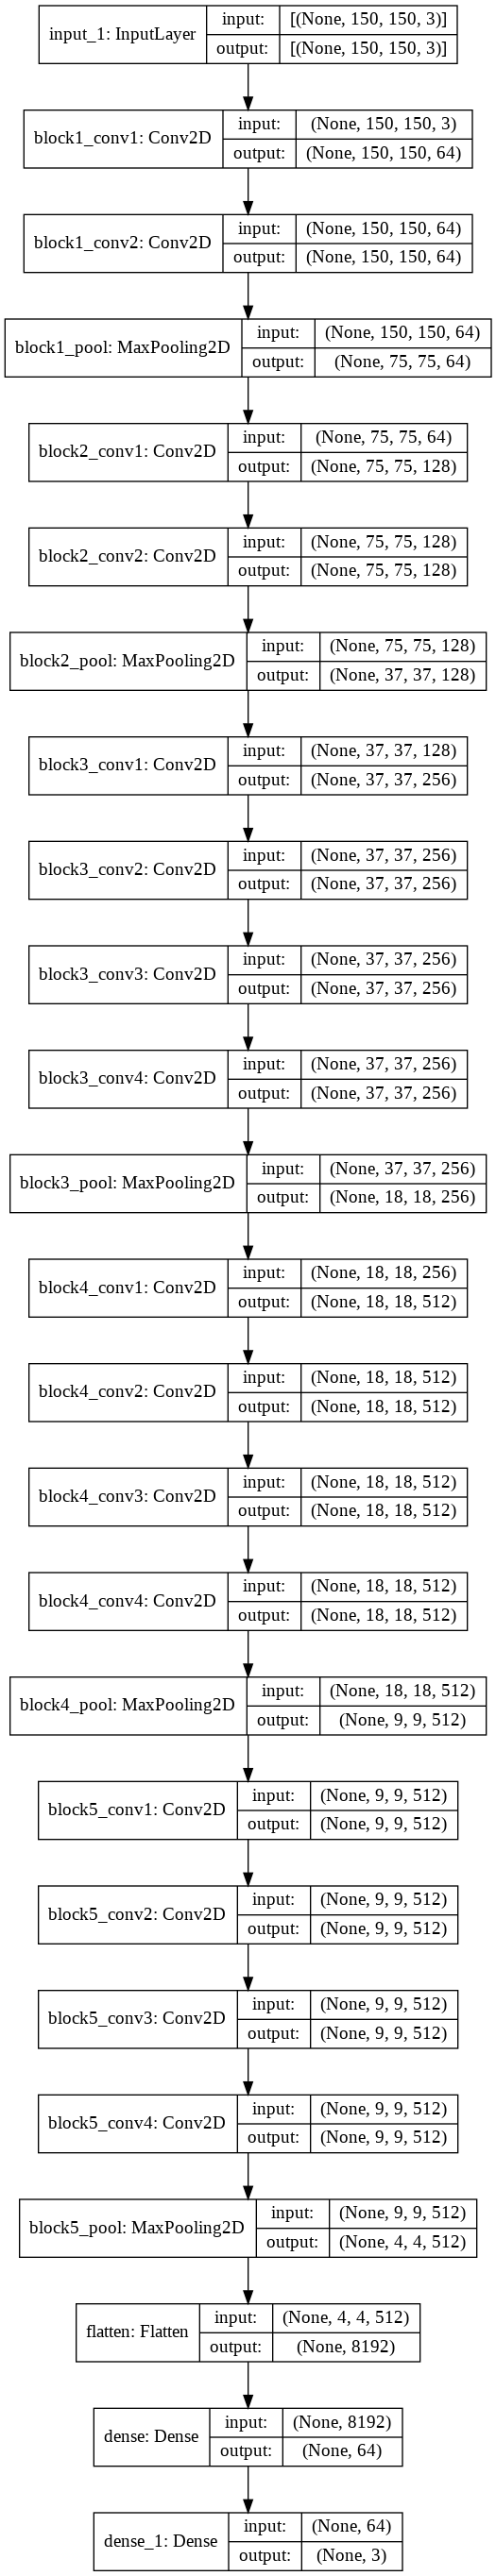 input_1: InputLayer
input: [(None, 150, 150, 3)]
output: [(None, 150, 150, 3)]
block1_conv1: Conv2D
input: (None, 150, 150, 3)
output: (None, 150, 150, 64)
block1_conv2: Conv2D
input: (None, 150, 150, 64)
output: (None, 150, 150, 64)
block1_pool: MaxPooling2D
input: (None, 150, 150, 64)
output: (None, 75, 75, 64)
block2_conv1: Conv2D
input: (None, 75, 75, 64)
output: (None, 75, 75, 128)
block2_conv2: Conv2D
input: (None, 75, 75, 128)
output: (None, 75, 75, 128)
block2_pool: MaxPooling2D
input: (None, 75, 75, 128)
output: (None, 37, 37, 128)
block3_conv1: Conv2D
input: (None, 37, 37, 128)
output: (None, 37, 37, 256)
block3_conv2: Conv2D
input: (None, 37, 37, 256)
output: (None, 37, 37, 256)
block3_conv3: Conv2D
input: (None, 37, 37, 256)
output: (None, 37, 37, 256)
block3_conv4: Conv2D
input: (None, 37, 37, 256)
output: (None, 37, 37, 256)
block3_pool: MaxPooling2D
input: (None, 37, 37, 256)
output: (None, 18, 18, 256)
block4_conv1: Conv2D
input: (None, 18, 18, 256)
output: (None, 18, 18, 512)
block4_conv2: Conv2D
input: (None, 18, 18, 512)
output: (None, 18, 18, 512)
block4_conv3: Conv2D
input: (None, 18, 18, 512)
output: (None, 18, 18, 512)
block4_conv4: Conv2D
input: (None, 18, 18, 512)
output: (None, 18, 18, 512)
block4_pool: MaxPooling2D
input: (None, 18, 18, 512)
output: (None, 9, 9, 512)
block5_conv1: Conv2D
input: (None, 9, 9, 512)
output: (None, 9, 9, 512)
block5_conv2: Conv2D
input: (None, 9, 9, 512)
output: (None, 9, 9, 512)
block5_conv3: Conv2D
input: (None, 9, 9, 512)
output: (None, 9, 9, 512)
block5_conv4: Conv2D
input: (None, 9, 9, 512)
output: (None, 9, 9, 512)
block5_pool: MaxPooling2D
input: (None, 9, 9, 512)
output: (None, 4, 4, 512)
flatten: Flatten
input: (None, 4, 4, 512)
output: (None, 8192)
dense: Dense
input: (None, 8192)
output: (None, 64)
dense_1: Dense
input: (None, 64)
output: (None, 3)